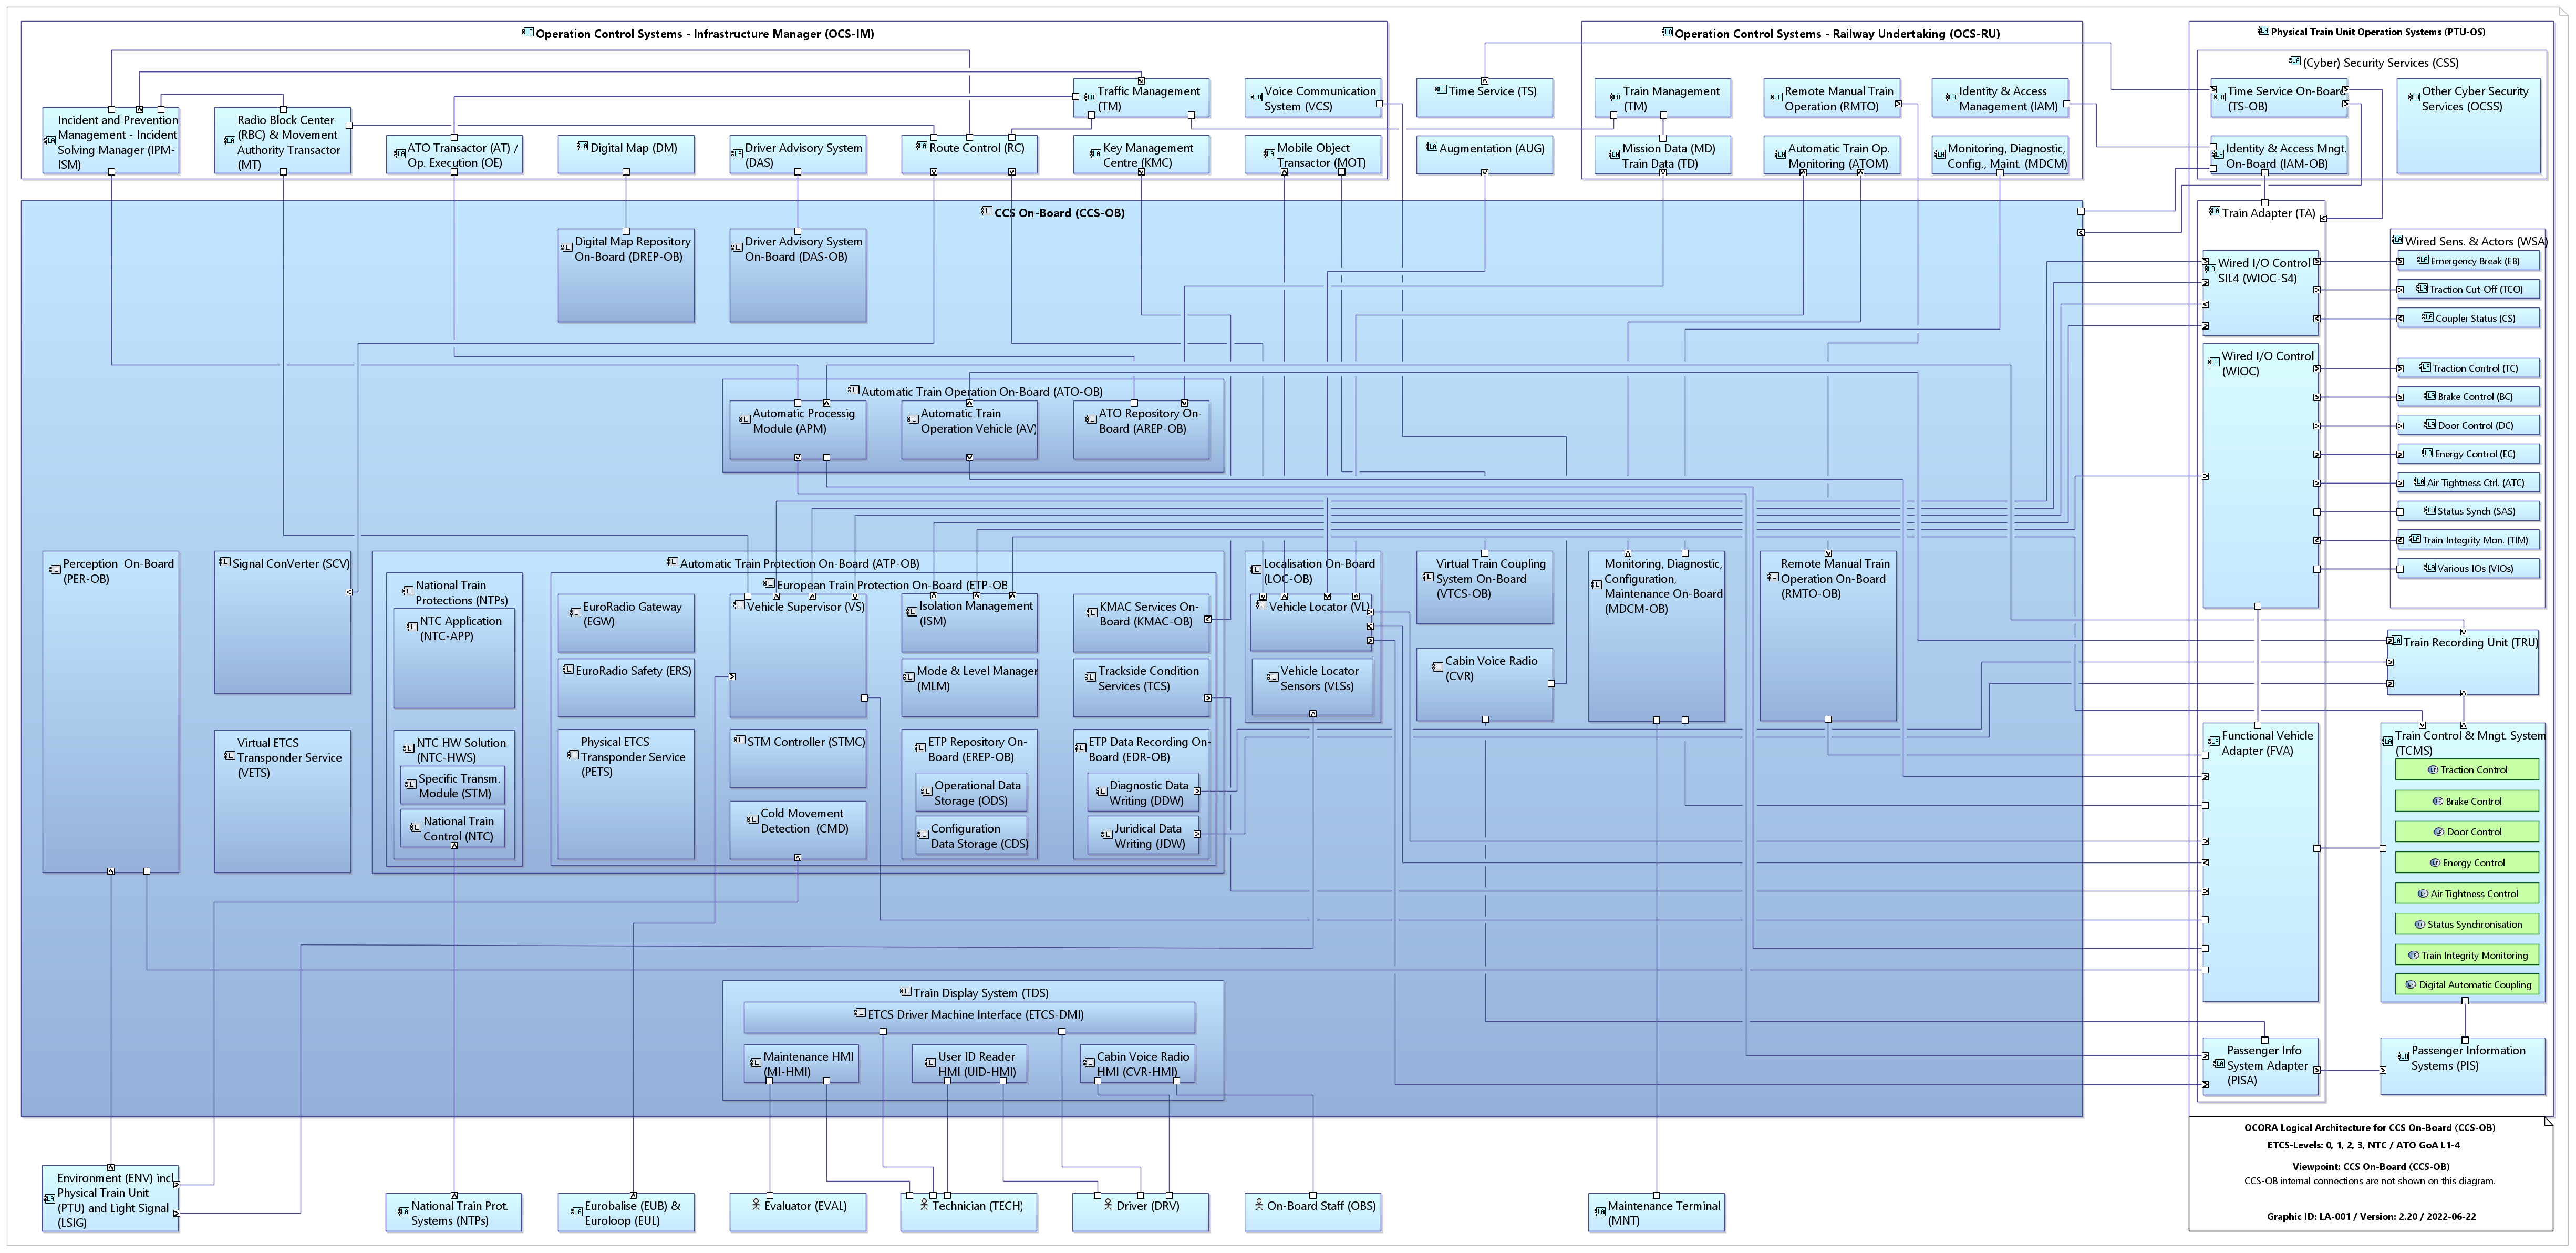 Operation Control Systems - Infrastructure Manager (OCS-IM)
Operation Control Systems - Railway Undertaking (OCS-RU)
Physical Train Unit Operation Systems (PTU-OS)
(Cyber) Security Services (CSS)
Traffic Management
(TM)
Voice Communication
System (VCS)
Time Service (TS)
Train Management
(TM)
Remote Manual Train
Operation (RMTO)
Identity & Access
Management (IAM)
Time Service On-Board
(TS-OB)
Other Cyber Security
Services (OCSS)
Incident and Prevention
Management - Incident
Solving Manager (IPM-
ISM)
Radio Block Center
(RBC) & Movement
Authority Transactor
(MT)
ATO Transactor (AT) /
Op. Execution (OE)
Digital Map (DM)
Driver Advisory System
(DAS)
Route Control (RC)
Key Management
Centre (KMC)
Mobile Object
Transactor (MOT)
Augmentation (AUG)
Mission Data (MD)
Train Data (TD)
Automatic Train Op.
Monitoring (ATOM)
Monitoring, Diagnostic,
Config., Maint. (MDCM)
Identity & Access Mngt.
On-Board (IAM-OB)
CCS On-Board (CCS-OB)
Train Adapter (TA)
Digital Map Repository
On-Board (DREP-OB)
Driver Advisory System
On-Board (DAS-OB)
Wired Sens. & Actors (WSA)
Wired I/O Control
SIL4 (WIOC-S4)
Emergency Break (EB)
Traction Cut-Off (TCO)
Coupler Status (CS)
Wired I/O Control
(WIOC)
Traction Control (TC)
Brake Control (BC)
Door Control (DC)
Energy Control (EC)
Air Tightness Ctrl. (ATC)
Status Synch (SAS)
Train Integrity Mon. (TIM)
Various IOs (VIOs)
Automatic Train Operation On-Board (ATO-OB)
Automatic Processig
Module (APM)
Automatic Train
Operation Vehicle (AV)
ATO Repository On-
Board (AREP-OB)
Perception  On-Board
(PER-OB)
Signal ConVerter (SCV)
Automatic Train Protection On-Board (ATP-OB)
National Train
Protections (NTPs)
NTC Application
(NTC-APP)
European Train Protection On-Board (ETP-OB
EuroRadio Gateway
(EGW)
Vehicle Supervisor (VS)
Isolation Management
(ISM)
KMAC Services On-
Board (KMAC-OB)
EuroRadio Safety (ERS)
Mode & Level Manager
(MLM)
Trackside Condition
Services (TCS)
Localisation On-Board
(LOC-OB)
Vehicle Locator (VL)
Vehicle Locator
Sensors (VLSs)
Virtual Train Coupling
System On-Board
(VTCS-OB)
Cabin Voice Radio
(CVR)
Monitoring, Diagnostic,
Configuration,
Maintenance On-Board
(MDCM-OB)
Remote Manual Train
Operation On-Board
(RMTO-OB)
Train Recording Unit (TRU)
Virtual ETCS
Transponder Service
(VETS)
NTC HW Solution
(NTC-HWS)
Specific Transm.
Module (STM)
National Train
Control (NTC)
Physical ETCS
Transponder Service
(PETS)
STM Controller (STMC)
Cold Movement
Detection  (CMD)
ETP Repository On-
Board (EREP-OB)
Operational Data
Storage (ODS)
Configuration
Data Storage (CDS)
ETP Data Recording On-
Board (EDR-OB)
Diagnostic Data
Writing (DDW)
Juridical Data
Writing (JDW)
Functional Vehicle
Adapter (FVA)
Train Control & Mngt. System
(TCMS)
Traction Control
Brake Control
Door Control
Energy Control
Air Tightness Control
Status Synchronisation
Train Integrity Monitoring
Digital Automatic Coupling
Train Display System (TDS)
ETCS Driver Machine Interface (ETCS-DMI)
Maintenance HMI
(MI-HMI)
User ID Reader
HMI (UID-HMI)
Cabin Voice Radio
HMI (CVR-HMI)
Passenger Info
System Adapter
(PISA)
Passenger Information
Systems (PIS)
Environment (ENV) incl.
Physical Train Unit
(PTU) and Light Signal
(LSIG)
National Train Prot.
Systems (NTPs)
Eurobalise (EUB) &
Euroloop (EUL)
Evaluator (EVAL)
Technician (TECH)
Driver (DRV)
On-Board Staff (OBS)
Maintenance Terminal
(MNT)
OCORA Logical Architecture for CCS On-Board (CCS-OB)
ETCS-Levels: 0, 1, 2, 3, NTC / ATO GoA L1-4
Viewpoint: CCS On-Board (CCS-OB)
CCS-OB internal connections are not shown on this diagram.
Graphic ID: LA-001 / Version: 2.20 / 2022-06-22